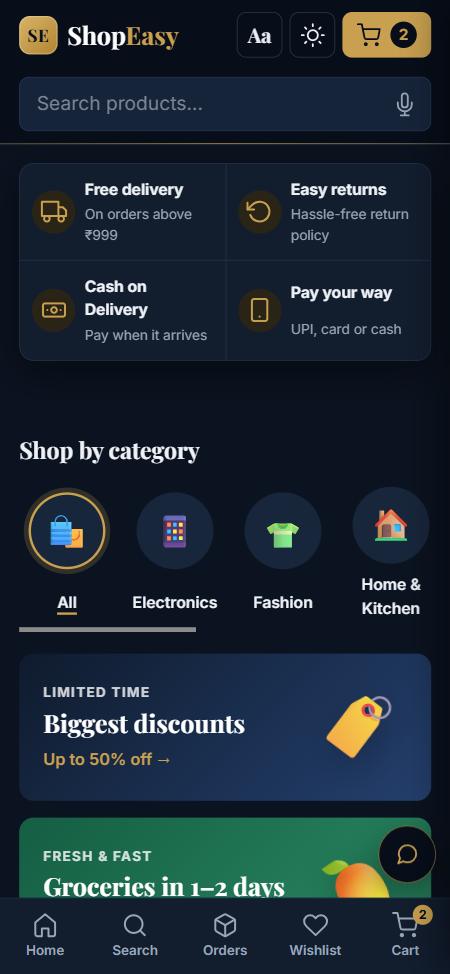 SE ShopEasy Aa 2
Search products...
Free delivery
On orders above
₹999
Easy returns
Hassle-free return
policy
Cash on
Delivery
Pay when it arrives
Pay your way
UPI, card or cash
Shop by category
All
Electronics
Fashion
Home &
Kitchen
LIMITED TIME
Biggest discounts
Up to 50% off →
FRESH & FAST
Groceries in 1–2 days
Home
Search
Orders
Wishlist
2
Cart